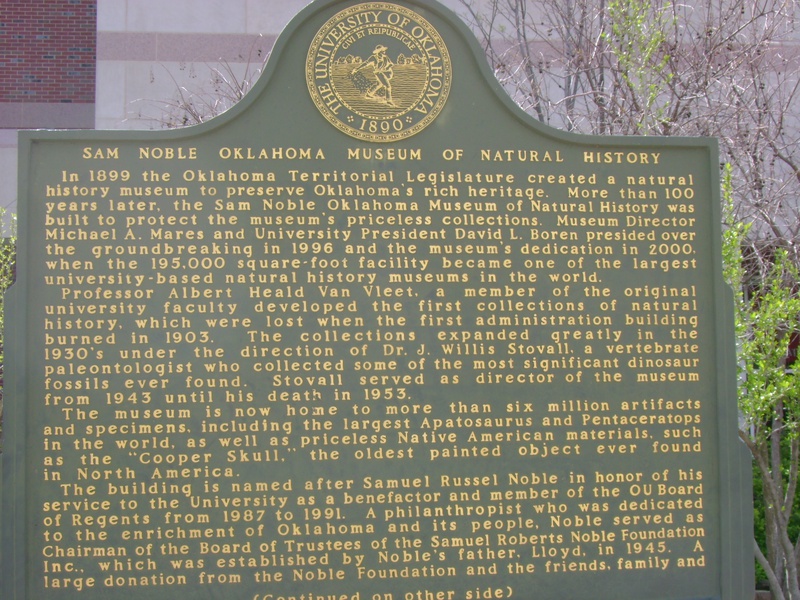 THE UNIVERSITY OF OKLAHOMA
CIVI ET REIPUBLICAE
1890
SAM NOBLE OKLAHOMA MUSEUM OF NATURAL HISTORY
In 1899 the Oklahoma Territorial Legislature created a natural
history museum to preserve Oklahoma's rich heritage. More than 100
years later, the Sam Noble Oklahoma Museum of Natural History was
built to protect the museum's priceless collections. Museum Director
Michael A. Mares and University President David L. Boren presided over
the groundbreaking in 1996 and the museum's dedication in 2000,
when the 195,000 square-foot facility became one of the largest
university-based natural history museums in the world.
Professor Albert Heald Van Vleet, a member of the original
university faculty developed the first collections of natural
history, which were lost when the first administration building
burned in 1903. The collections expanded greatly in the
1930's under the direction of Dr. J. Willis Stovall, a vertebrate
paleontologist who collected some of the most significant dinosaur
fossils ever found. Stovall served as director of the museum
from 1943 until his death in 1953.
The museum is now home to more than six million artifacts
and specimens, including the largest Apatosaurus and Pentaceratops
in the world, as well as priceless Native American materials, such
as the "Cooper Skull," the oldest painted object ever found
in North America.
The building is named after Samuel Russel Noble in honor of his
service to the University as a benefactor and member of the OU Board
of Regents from 1987 to 1991. A philanthropist who was dedicated
to the enrichment of Oklahoma and its people, Noble served as
Chairman of the Board of Trustees of the Samuel Roberts Noble Foundation
Inc., which was established by Noble's father, Lloyd, in 1945. A
large donation from the Noble Foundation and the friends, family and
(Continued on other side)